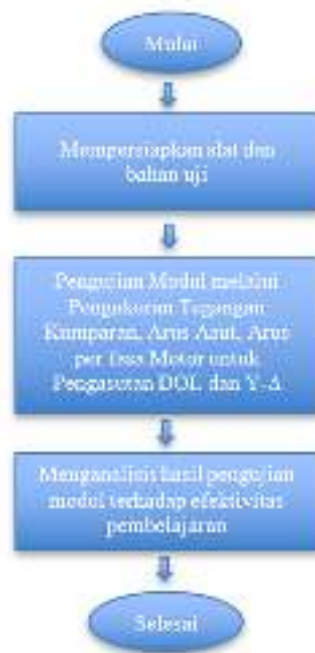 Mulai
Mempersiapkan alat dan
bahan uji
Pengujian Modul melalui
Pengukuran Tegangan
Kumparan, Arus Asut, Arus
per fasa Motor untuk
Pengasutan DOL dan Y-Δ
Menganalisis hasil pengujian
modul terhadap efektivitas
pembelajaran
Selesai